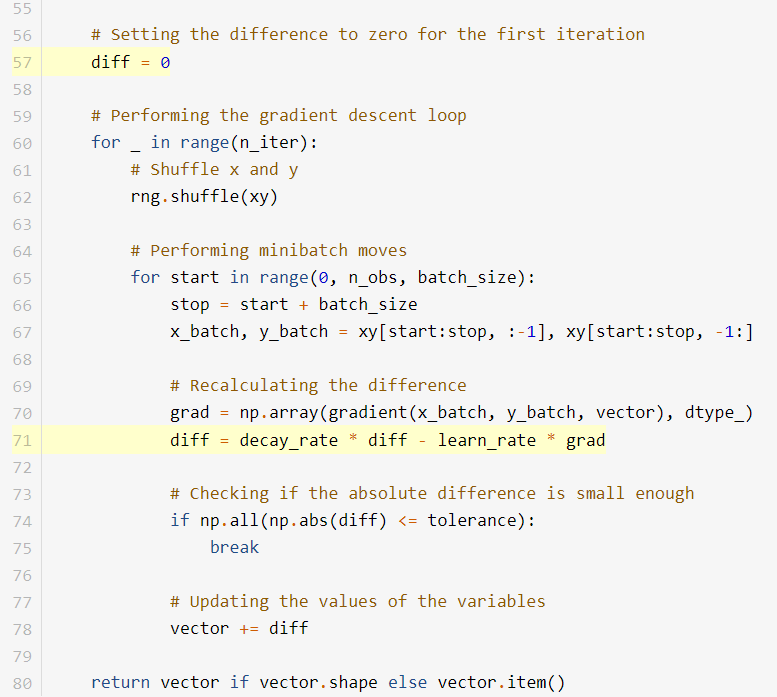 55
56 # Setting the difference to zero for the first iteration
57 diff = 0
58
59 # Performing the gradient descent loop
60 for _ in range(n_iter):
61 # Shuffle x and y
62 rng.shuffle(xy)
63
64 # Performing minibatch moves
65 for start in range(0, n_obs, batch_size):
66 stop = start + batch_size
67 x_batch, y_batch = xy[start:stop, :-1], xy[start:stop, -1:]
68
69 # Recalculating the difference
70 grad = np.array(gradient(x_batch, y_batch, vector), dtype_)
71 diff = decay_rate * diff - learn_rate * grad
72
73 # Checking if the absolute difference is small enough
74 if np.all(np.abs(diff) <= tolerance):
75 break
76
77 # Updating the values of the variables
78 vector += diff
79
80 return vector if vector.shape else vector.item()